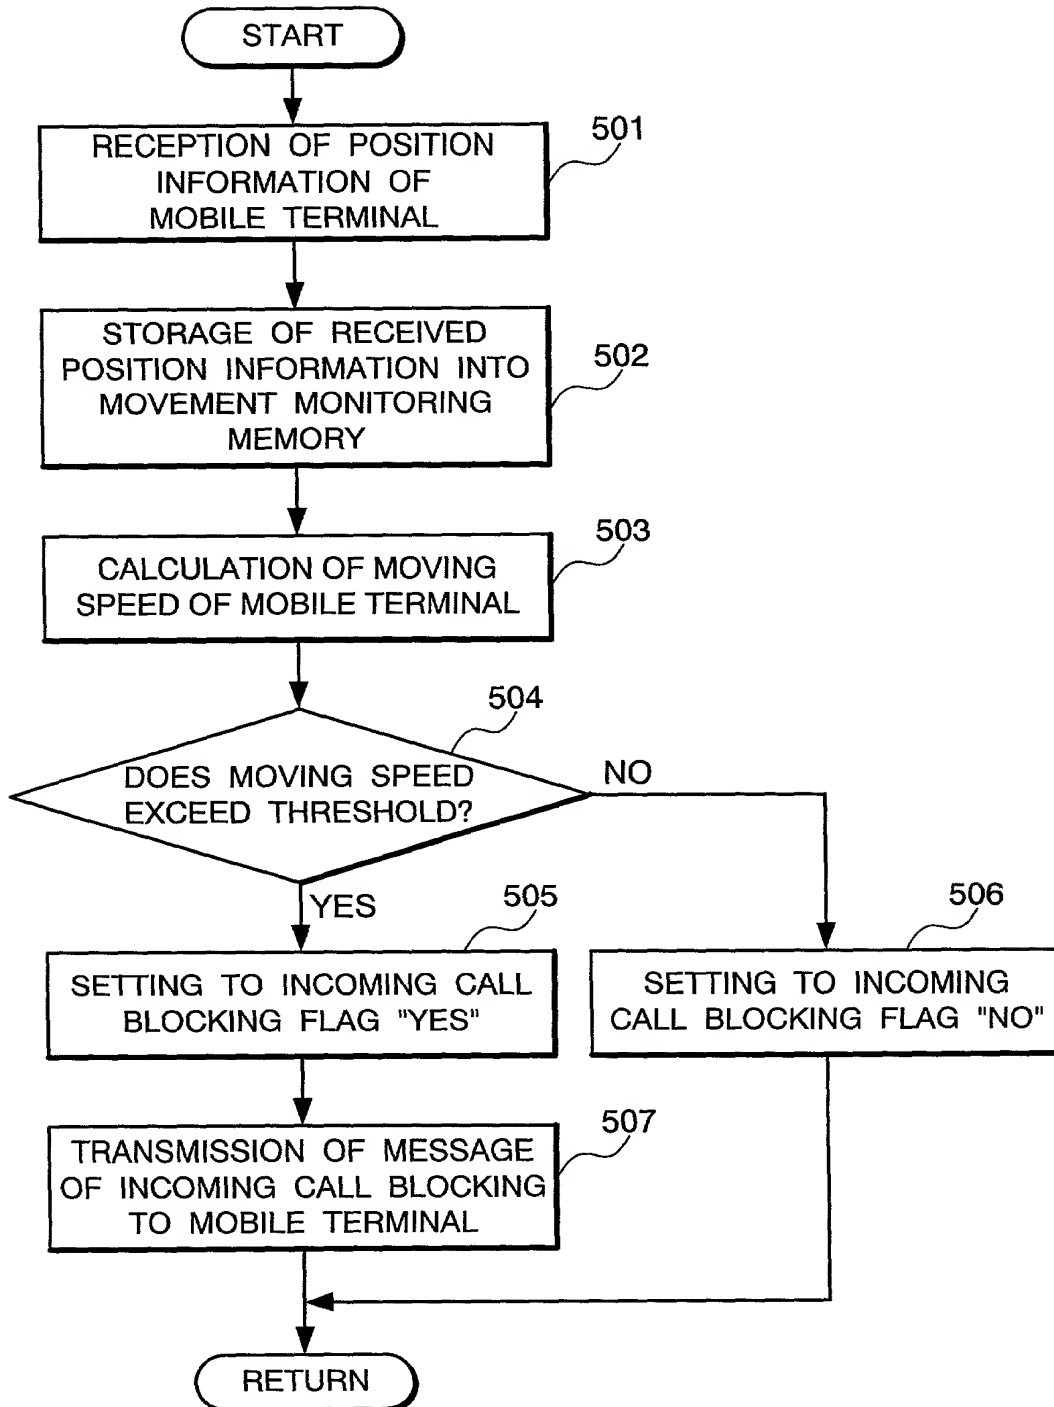 START
501
RECEPTION OF POSITION
INFORMATION OF
MOBILE TERMINAL
502
STORAGE OF RECEIVED
POSITION INFORMATION INTO
MOVEMENT MONITORING
MEMORY
503
CALCULATION OF MOVING
SPEED OF MOBILE TERMINAL
504
DOES MOVING SPEED
EXCEED THRESHOLD?
NO
YES
505
SETTING TO INCOMING CALL
BLOCKING FLAG "YES"
506
SETTING TO INCOMING
CALL BLOCKING FLAG "NO"
507
TRANSMISSION OF MESSAGE
OF INCOMING CALL BLOCKING
TO MOBILE TERMINAL
RETURN